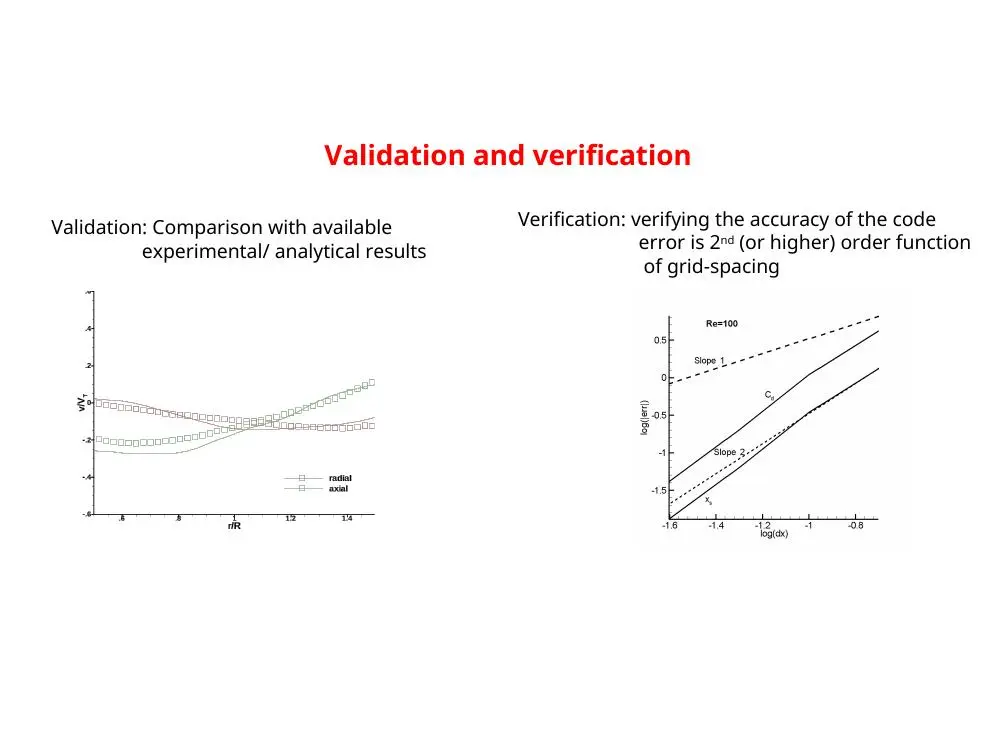 Validation and verification
Validation: Comparison with available
experimental/ analytical results
Verification: verifying the accuracy of the code
error is 2nd (or higher) order function
of grid-spacing
.4
.2
0
-.2
-.4
-.6
v/VT
.6
.8
1
1.2
1.4
r/R
radial
axial
Re=100
Slope 1
Cd
Slope 2
xs
0.5
0
-0.5
-1
-1.5
log(|err|)
-1.6
-1.4
-1.2
-1
-0.8
log(dx)